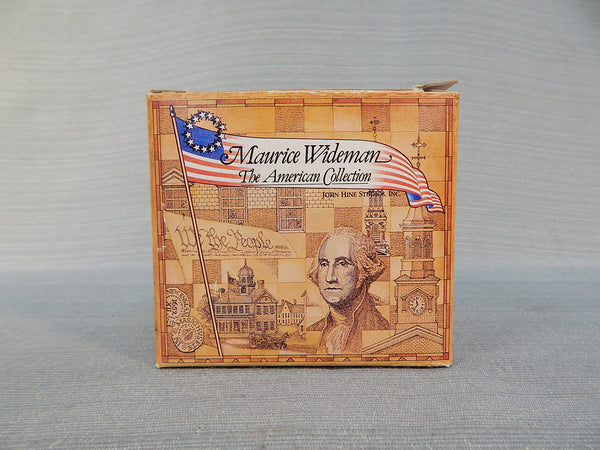 Maurice Wideman
The American Collection
John Hine Studios, Inc.
We the People